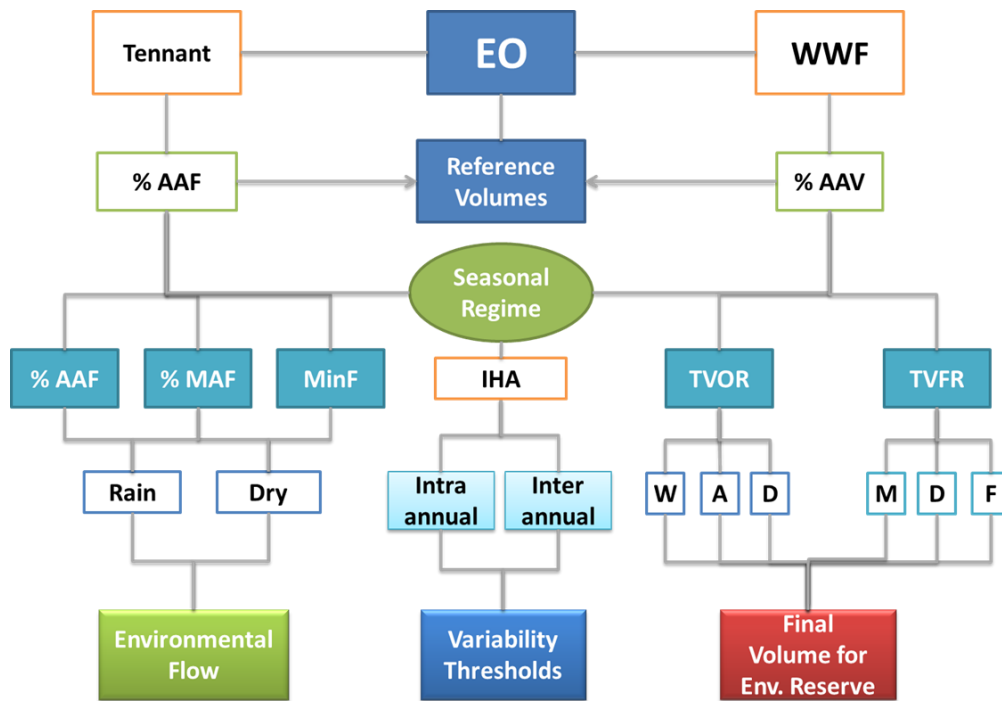 Tennant
EO
WWF
% AAF
Reference
Volumes
% AAV
Seasonal
Regime
% AAF
% MAF
MinF
IHA
TVOR
TVFR
Rain
Dry
Intra
annual
Inter
annual
W
A
D
M
D
F
Environmental
Flow
Variability
Thresholds
Final
Volume for
Env. Reserve